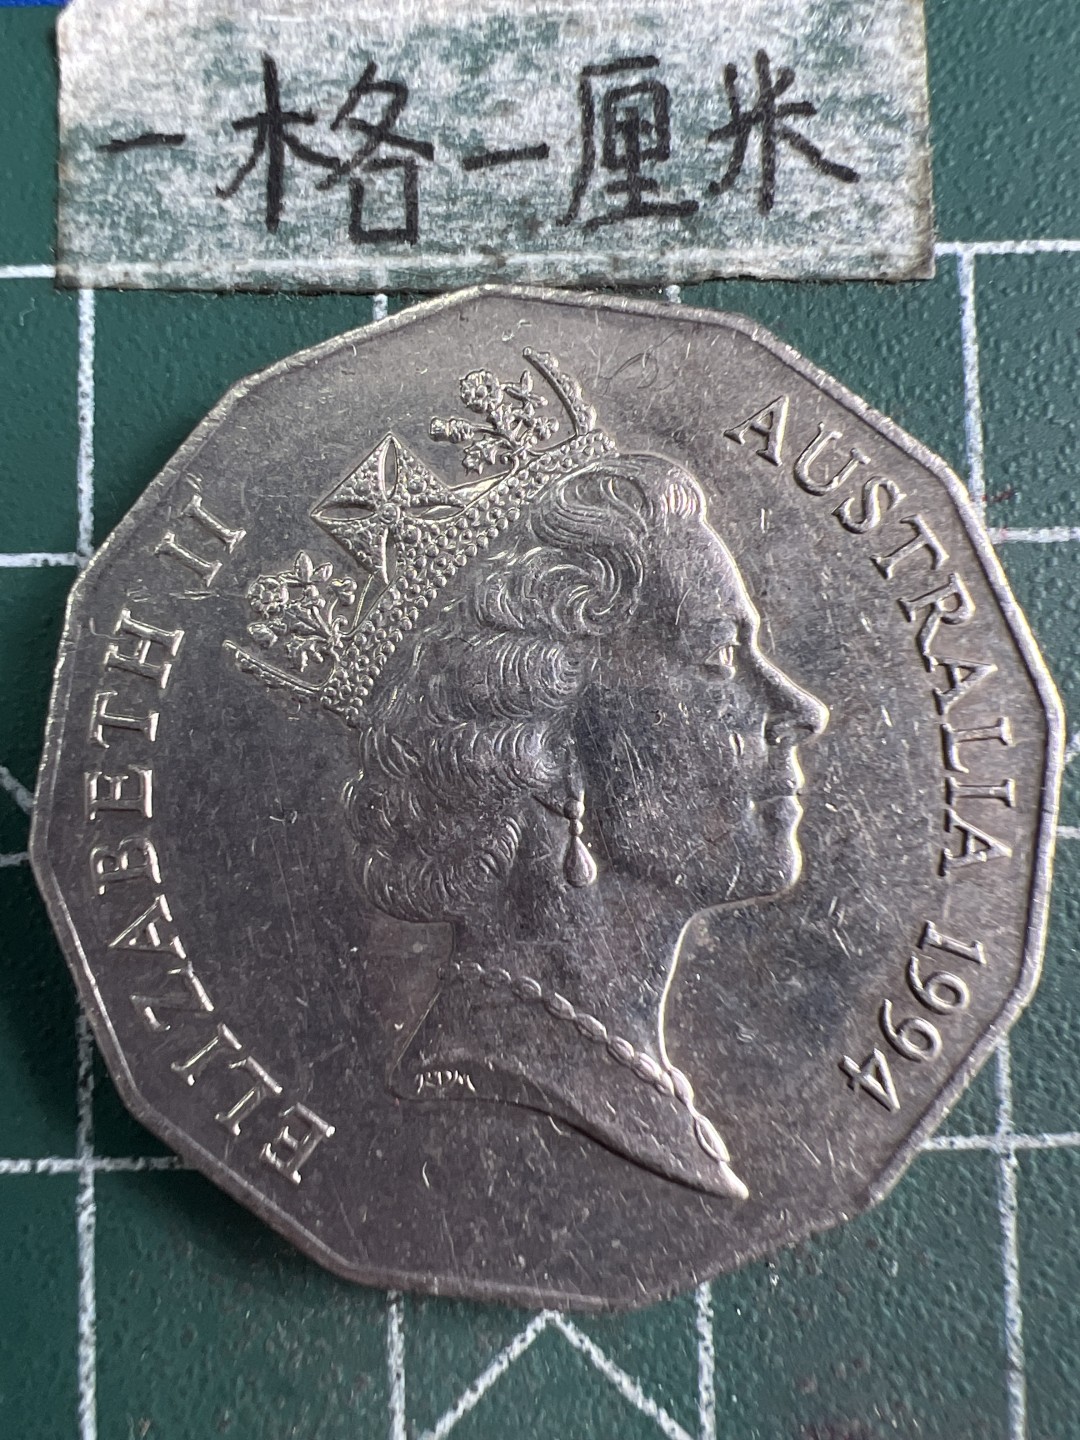 一格一厘米
ELIZABETH II
AUSTRALIA 1994
RDM